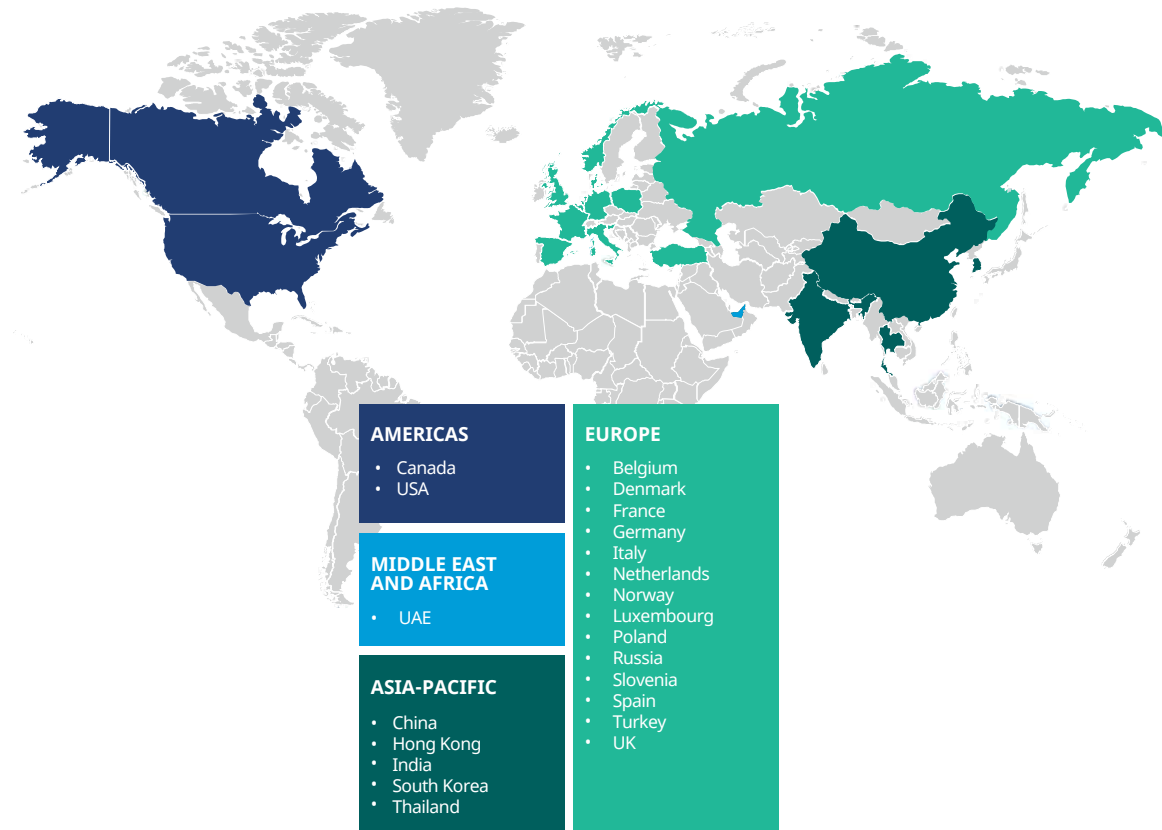 AMERICAS
• Canada
• USA
MIDDLE EAST
AND AFRICA
• UAE
ASIA-PACIFIC
• China
• Hong Kong
• India
• South Korea
• Thailand
EUROPE
• Belgium
• Denmark
• France
• Germany
• Italy
• Netherlands
• Norway
• Luxembourg
• Poland
• Russia
• Slovenia
• Spain
• Turkey
• UK